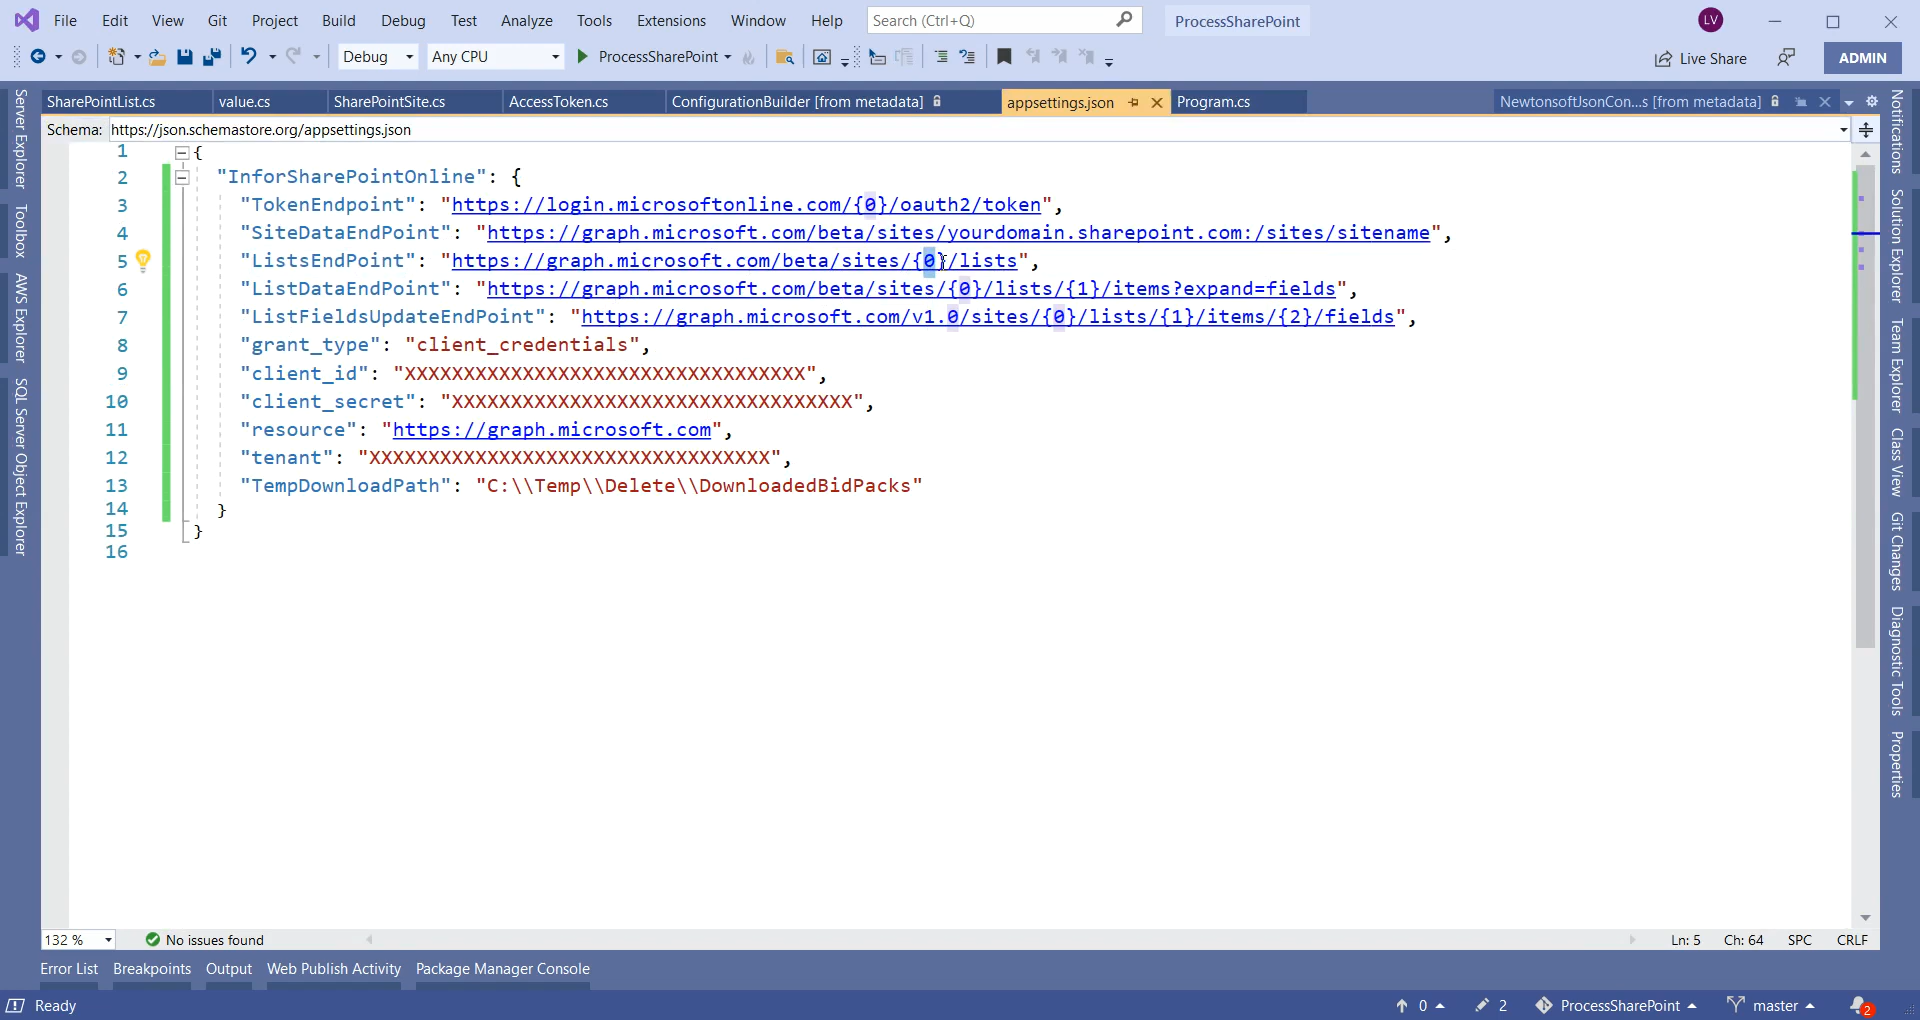 File Edit View Git Project Build Debug Test Analyze Tools Extensions Window Help Search (Ctrl+Q) ProcessSharePoint LV
Debug Any CPU ProcessSharePoint Live Share ADMIN
SharePointList.cs value.cs SharePointSite.cs AccessToken.cs ConfigurationBuilder [from metadata] appsettings.json Program.cs NewtonsoftJsonCon...s [from metadata]
Schema: https://json.schemastore.org/appsettings.json
1 {
2 "InforSharePointOnline": {
3 "TokenEndpoint": "https://login.microsoftonline.com/{0}/oauth2/token",
4 "SiteDataEndPoint": "https://graph.microsoft.com/beta/sites/yourdomain.sharepoint.com:/sites/sitename",
5 "ListsEndPoint": "https://graph.microsoft.com/beta/sites/{0}/lists",
6 "ListDataEndPoint": "https://graph.microsoft.com/beta/sites/{0}/lists/{1}/items?expand=fields",
7 "ListFieldsUpdateEndPoint": "https://graph.microsoft.com/v1.0/sites/{0}/lists/{1}/items/{2}/fields",
8 "grant_type": "client_credentials",
9 "client_id": "XXXXXXXXXXXXXXXXXXXXXXXXXXXXXXXXXX",
10 "client_secret": "XXXXXXXXXXXXXXXXXXXXXXXXXXXXXXXXXX",
11 "resource": "https://graph.microsoft.com",
12 "tenant": "XXXXXXXXXXXXXXXXXXXXXXXXXXXXXXXXXX",
13 "TempDownloadPath": "C:\\Temp\\Delete\\DownloadedBidPacks"
14 }
15 }
16
Server Explorer
Toolbox
AWS Explorer
SQL Server Object Explorer
Notifications
Solution Explorer
Team Explorer
Class View
Git Changes
Diagnostic Tools
Properties
132 % No issues found Ln: 5 Ch: 64 SPC CRLF
Error List Breakpoints Output Web Publish Activity Package Manager Console
Ready 0 2 ProcessSharePoint master 2